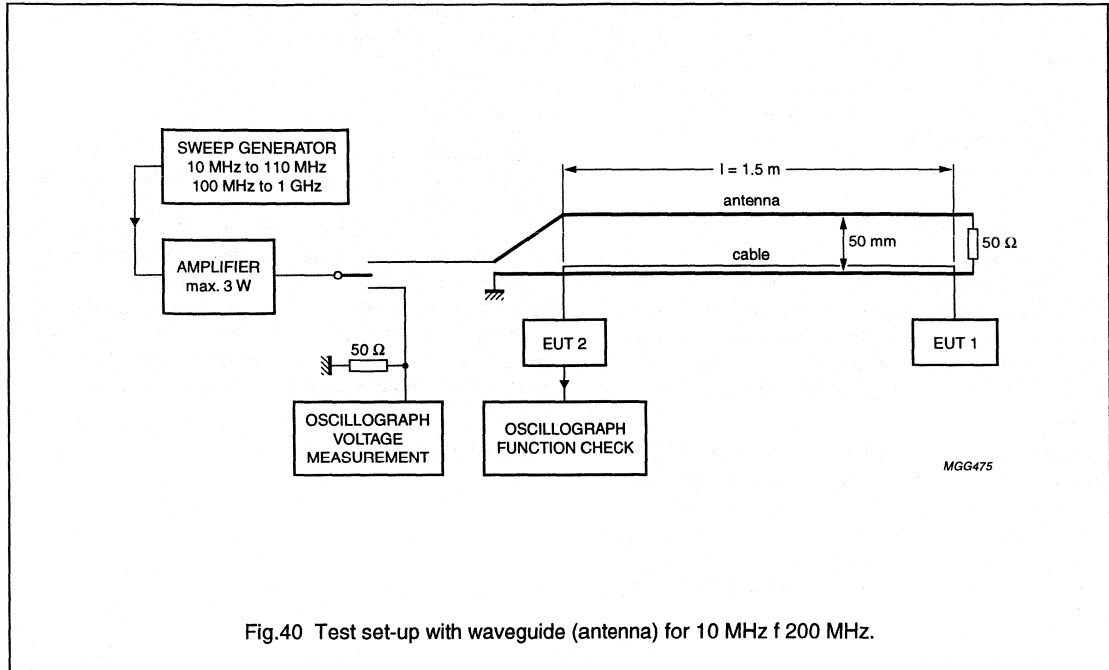 SWEEP GENERATOR
10 MHz to 110 MHz
100 MHz to 1 GHz
AMPLIFIER
max. 3 W
l = 1.5 m
antenna
50 mm
50 Ω
cable
EUT 2
EUT 1
50 Ω
OSCILLOGRAPH
VOLTAGE
MEASUREMENT
OSCILLOGRAPH
FUNCTION CHECK
MGG475
Fig.40 Test set-up with waveguide (antenna) for 10 MHz f 200 MHz.